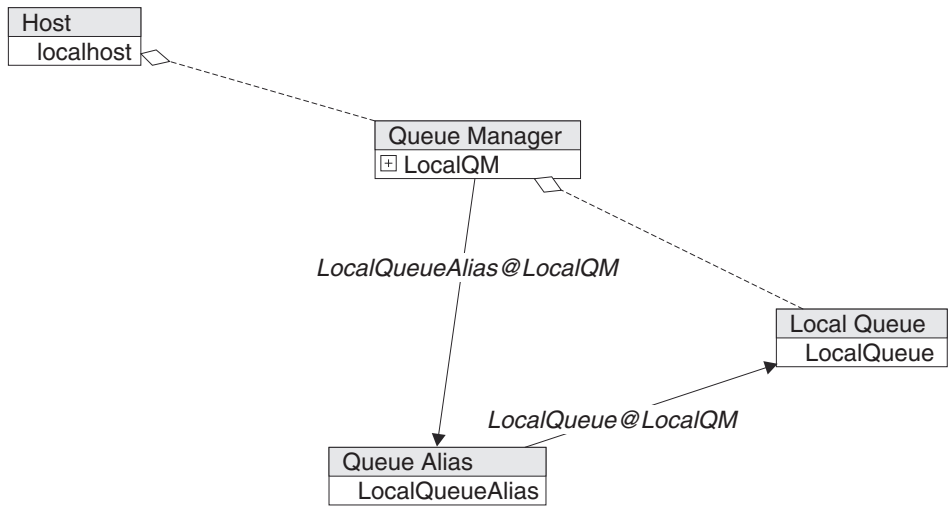 Host
localhost
Queue Manager
LocalQM
LocalQueueAlias@LocalQM
Local Queue
LocalQueue
LocalQueue@LocalQM
Queue Alias
LocalQueueAlias